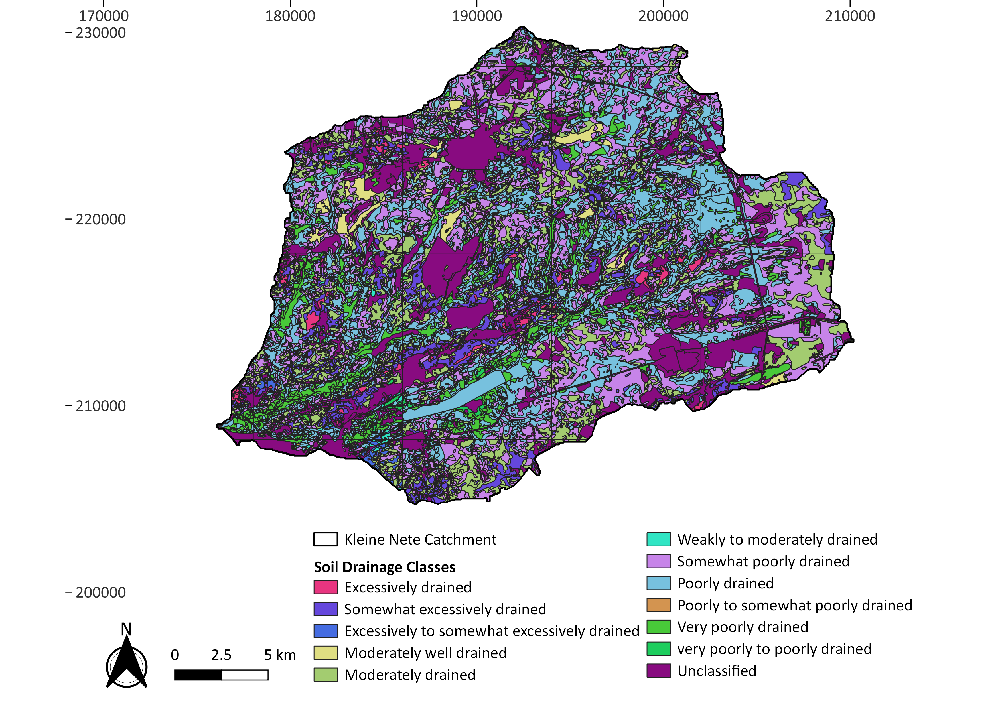 170000 180000 190000 200000 210000
230000
220000
210000
200000
Kleine Nete Catchment
Soil Drainage Classes
Excessively drained
Somewhat excessively drained
Excessively to somewhat excessively drained
Moderately well drained
Moderately drained
Weakly to moderately drained
Somewhat poorly drained
Poorly drained
Poorly to somewhat poorly drained
Very poorly drained
very poorly to poorly drained
Unclassified
N
0 2.5 5 km